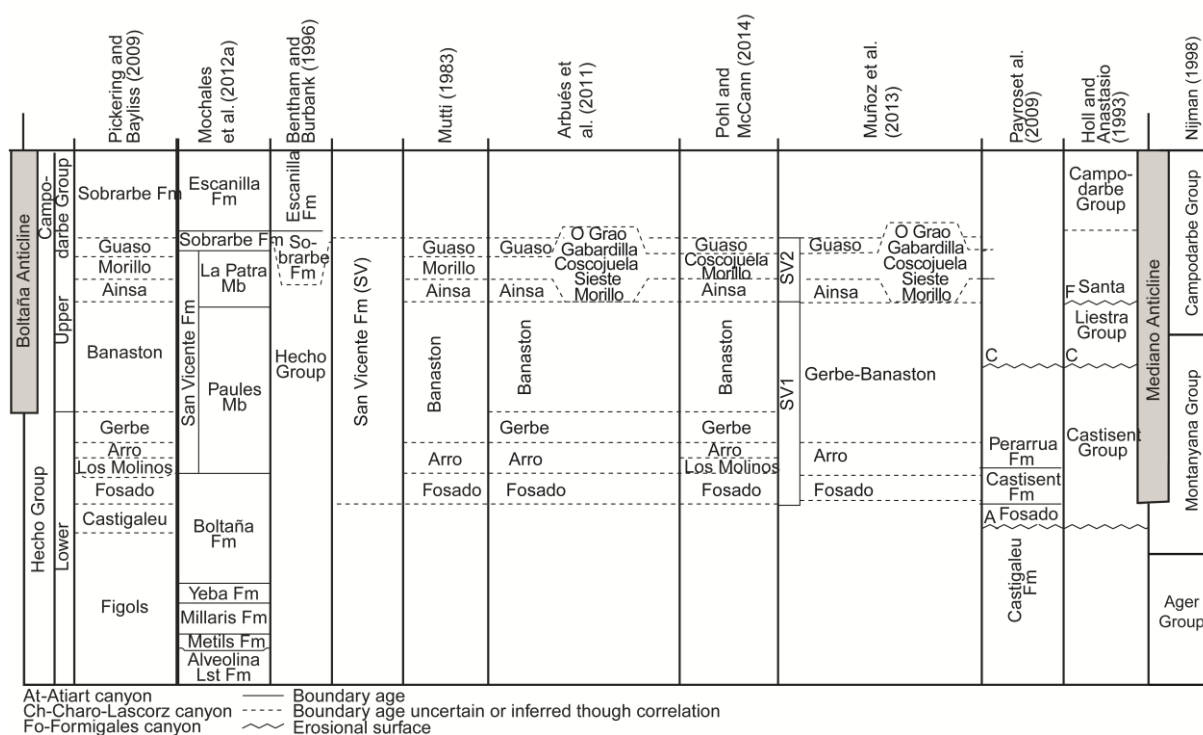 Pickering and
Bayliss (2009)
Mochales
et al. (2012a)
Bentham and
Burbank (1996)
Mutti (1983)
Arbués et
al. (2011)
Pohl and
McCann (2014)
Muñoz et al.
(2013)
Payroset al.
(2009)
Holl and
Anastasio
(1993)
Nijman (1998)
Boltaña Anticline
Campo-
darbe Group
Upper
Hecho Group
Lower
Sobrarbe Fm
Guaso
Morillo
Ainsa
Banaston
Gerbe
Arro
Los Molinos
Fosado
Castigaleu
Figols
Escanilla
Fm
Sobrarbe Fm
San Vicente Fm
La Patra
Mb
Paules
Mb
Boltaña
Fm
Yeba Fm
Millaris Fm
Metils Fm
Alveolina
Lst Fm
Escanilla
Fm
So-
brarbe
Fm
Hecho
Group
San Vicente Fm (SV)
Guaso
Morillo
Ainsa
Banaston
Arro
Fosado
Guaso
Ainsa
Banaston
Gerbe
Arro
Fosado
O Grao
Gabardilla
Coscojuela
Sieste
Morillo
Guaso
Coscojuela
Morillo
Ainsa
Banaston
Gerbe
Arro
Los Molinos
Fosado
SV2
SV1
Guaso
Ainsa
Gerbe-Banaston
Arro
Fosado
O Grao
Gabardilla
Coscojuela
Sieste
Morillo
C
Perarrua
Fm
Castisent
Fm
A Fosado
Castigaleu
Fm
Campo-
darbe
Group
Santa
F
Liestra
Group
C
Castisent
Group
Mediano Anticline
Campodarbe Group
Montanyana Group
Ager
Group
At-Atiart canyon
Ch-Charo-Lascorz canyon
Fo-Formigales canyon
Boundary age
Boundary age uncertain or inferred though correlation
Erosional surface